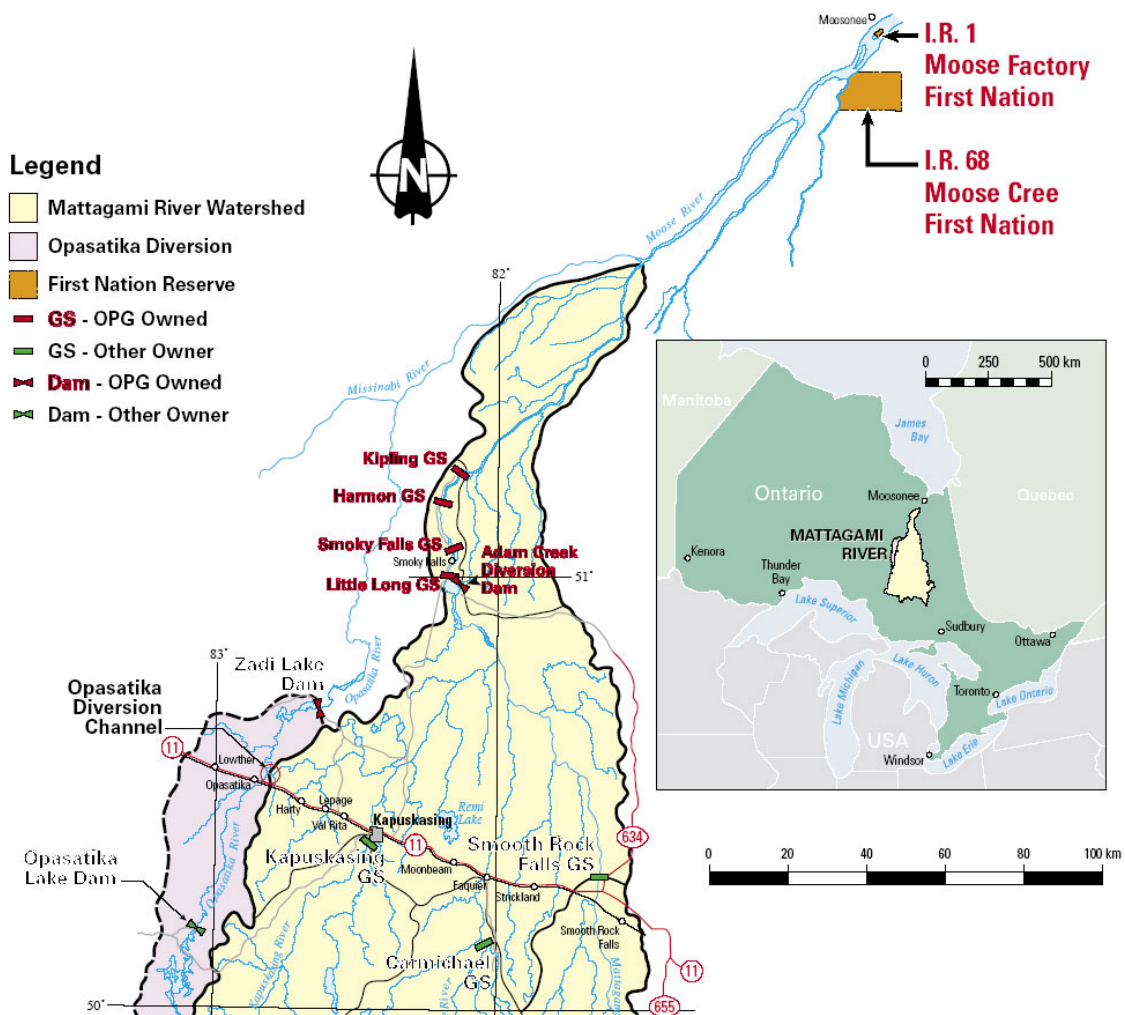 Moosonee
I.R. 1
Moose Factory
First Nation
I.R. 68
Moose Cree
First Nation
N
Legend
Mattagami River Watershed
Opasatika Diversion
First Nation Reserve
GS - OPG Owned
GS - Other Owner
Dam - OPG Owned
Dam - Other Owner
Moose River
82°
Missinabi River
Kipling GS
Harmon GS
Smoky Falls GS
Smoky Falls
Little Long GS
Adam Creek
Diversion
Dam
51°
83°
Zadi Lake
Dam
Opasatika River
Opasatika
Diversion
Channel
11
Lowther
Opasatika
Harty
Lepage
Val Rita
Kapuskasing
Remi
Lake
11
634
Kapuskasing
GS
Moonbeam
Smooth Rock
Falls GS
Faquier
Strickland
Opasatika
Lake Dam
Opasatika River
Smooth Rock
Falls
Kapuskasing River
Carmichael
GS
River
Mattagami
11
655
50°
0 250 500 km
Manitoba
James
Bay
Ontario
Quebec
Moosonee
MATTAGAMI
RIVER
Kenora
Thunder
Bay
Lake Superior
Sudbury
Ottawa
Lake Michigan
Lake Huron
Toronto
Lake Ontario
USA
Windsor
Lake Erie
0 20 40 60 80 100 km